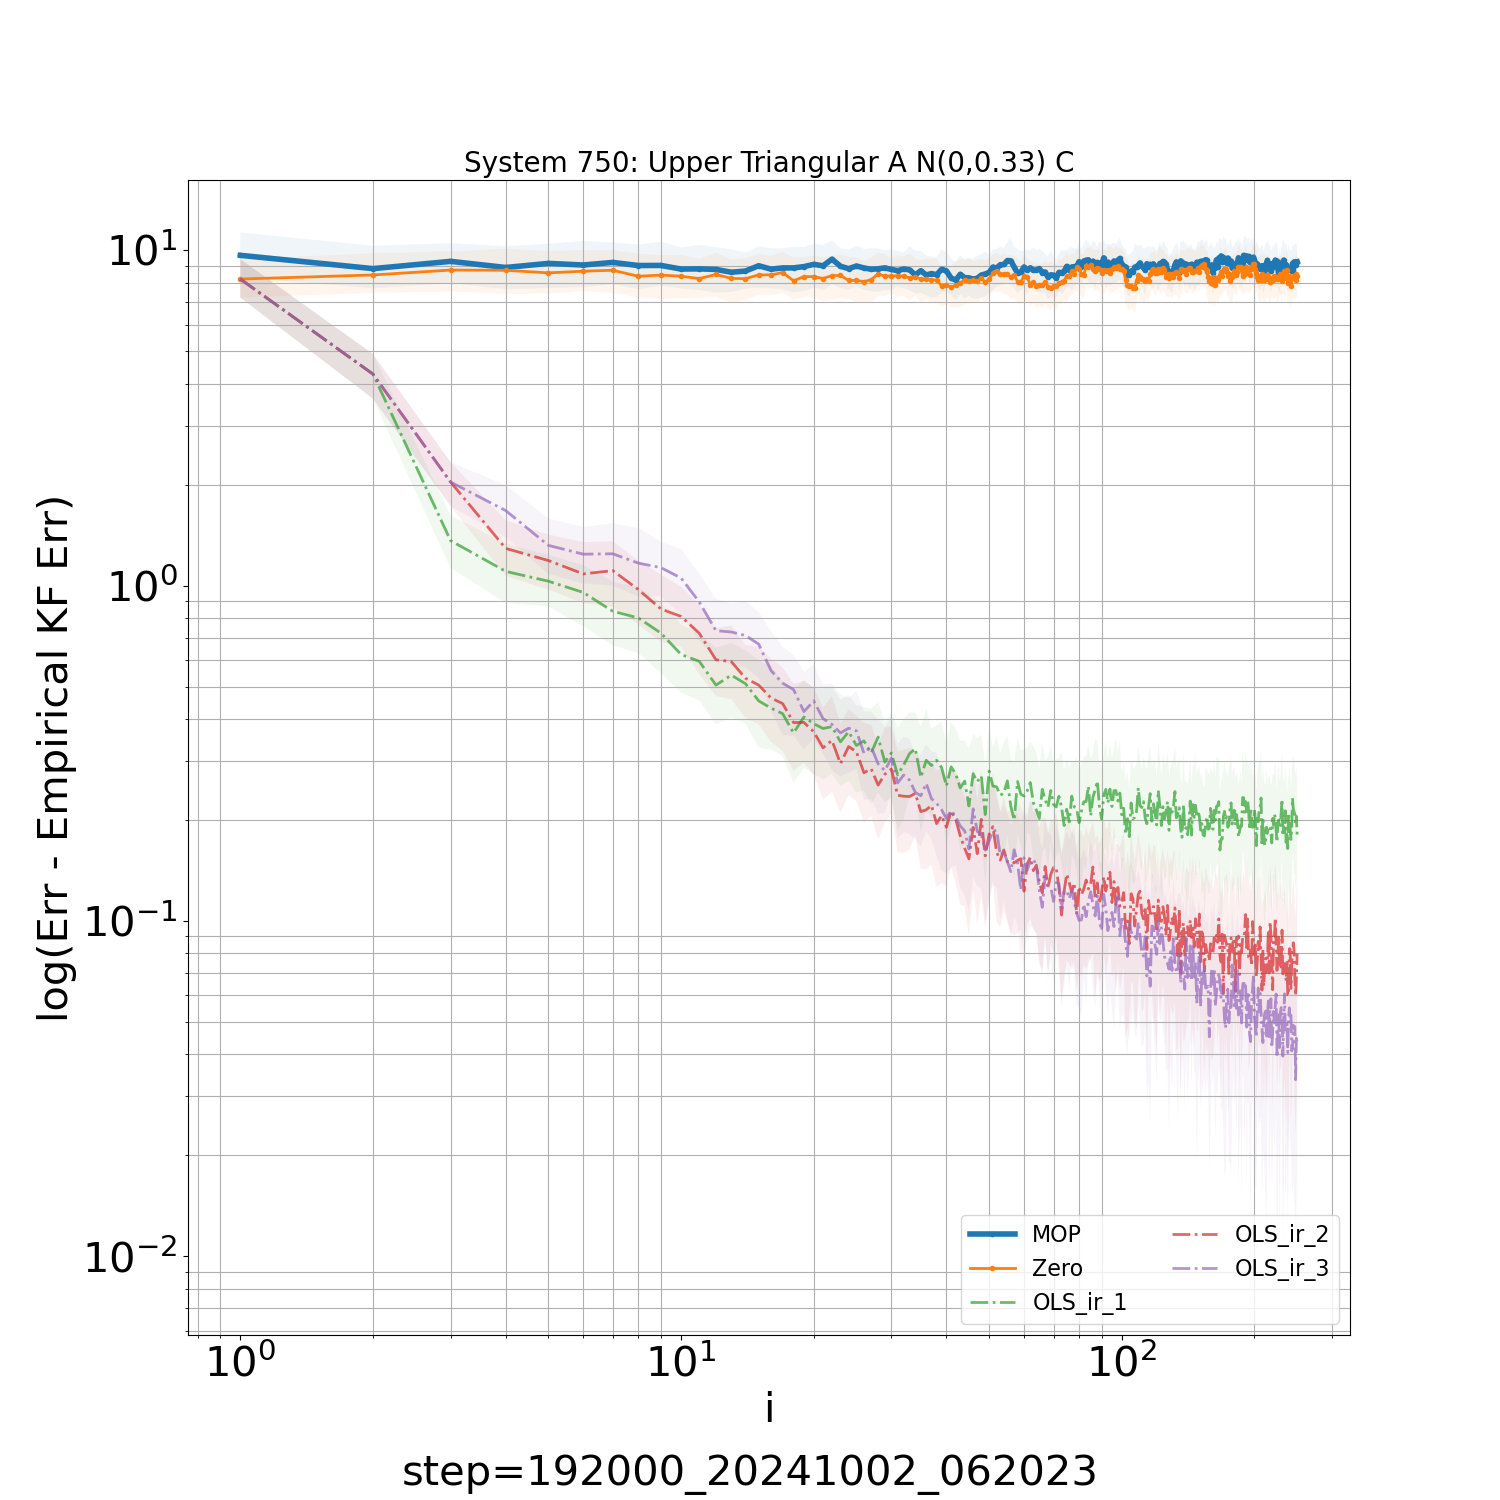 System 750: Upper Triangular A N(0,0.33) C
log(Err - Empirical KF Err)
10^1
10^0
10^-1
10^-2
MOP
Zero
OLS_ir_1
OLS_ir_2
OLS_ir_3
10^0 10^1 10^2
i
step=192000_20241002_062023